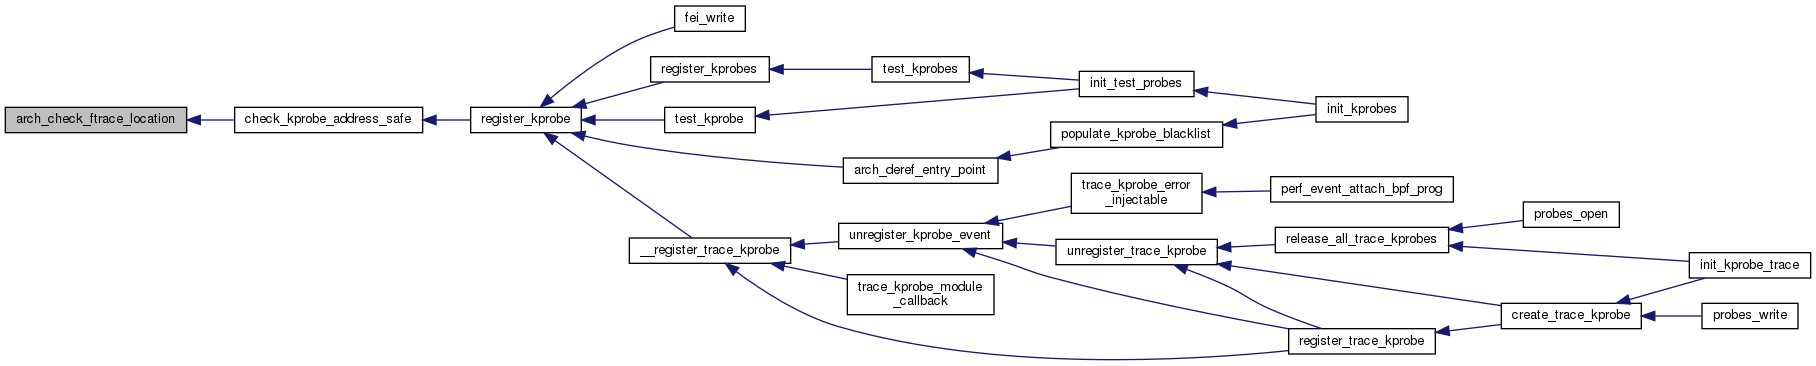 fei_write
register_kprobes
test_kprobes
init_test_probes
init_kprobes
arch_check_ftrace_location
check_kprobe_address_safe
register_kprobe
test_kprobe
populate_kprobe_blacklist
arch_deref_entry_point
trace_kprobe_error
_injectable
perf_event_attach_bpf_prog
probes_open
unregister_kprobe_event
release_all_trace_kprobes
__register_trace_kprobe
unregister_trace_kprobe
init_kprobe_trace
trace_kprobe_module
_callback
create_trace_kprobe
probes_write
register_trace_kprobe